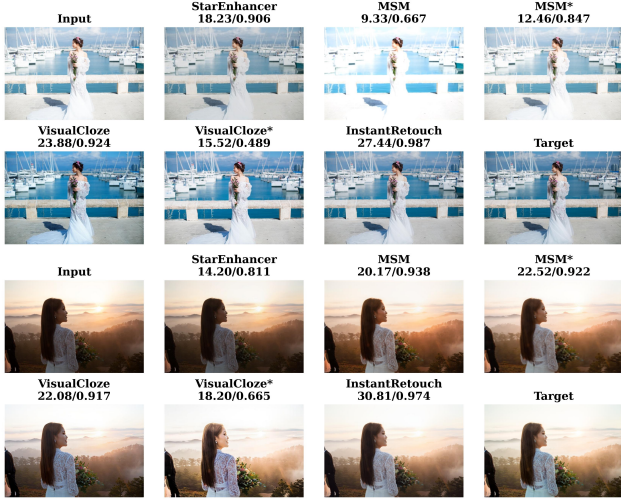 Input
StarEnhancer
18.23/0.906
MSM
9.33/0.667
MSM*
12.46/0.847
VisualCloze
23.88/0.924
VisualCloze*
15.52/0.489
InstantRetouch
27.44/0.987
Target
Input
StarEnhancer
14.20/0.811
MSM
20.17/0.938
MSM*
22.52/0.922
VisualCloze
22.08/0.917
VisualCloze*
18.20/0.665
InstantRetouch
30.81/0.974
Target